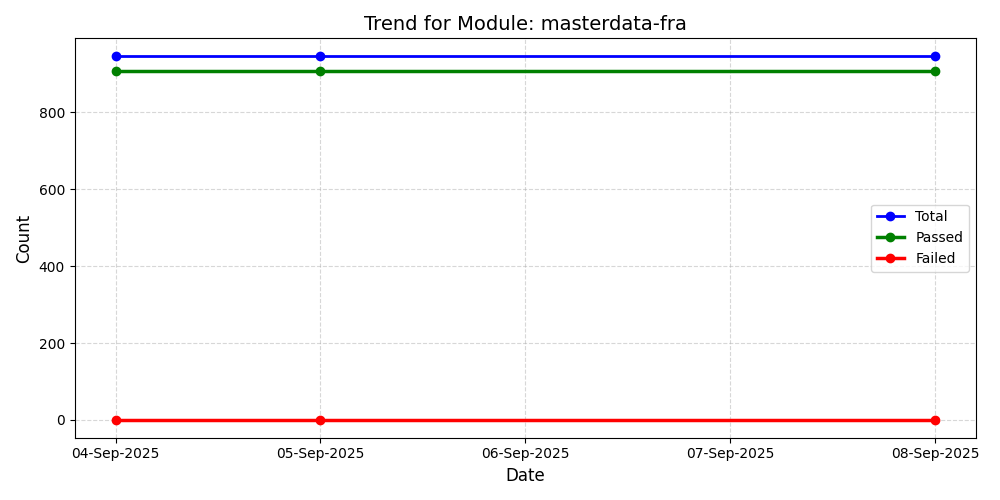 Trend for Module: masterdata-fra
Count
800
600
400
200
0
Total
Passed
Failed
04-Sep-2025
05-Sep-2025
06-Sep-2025
07-Sep-2025
08-Sep-2025
Date